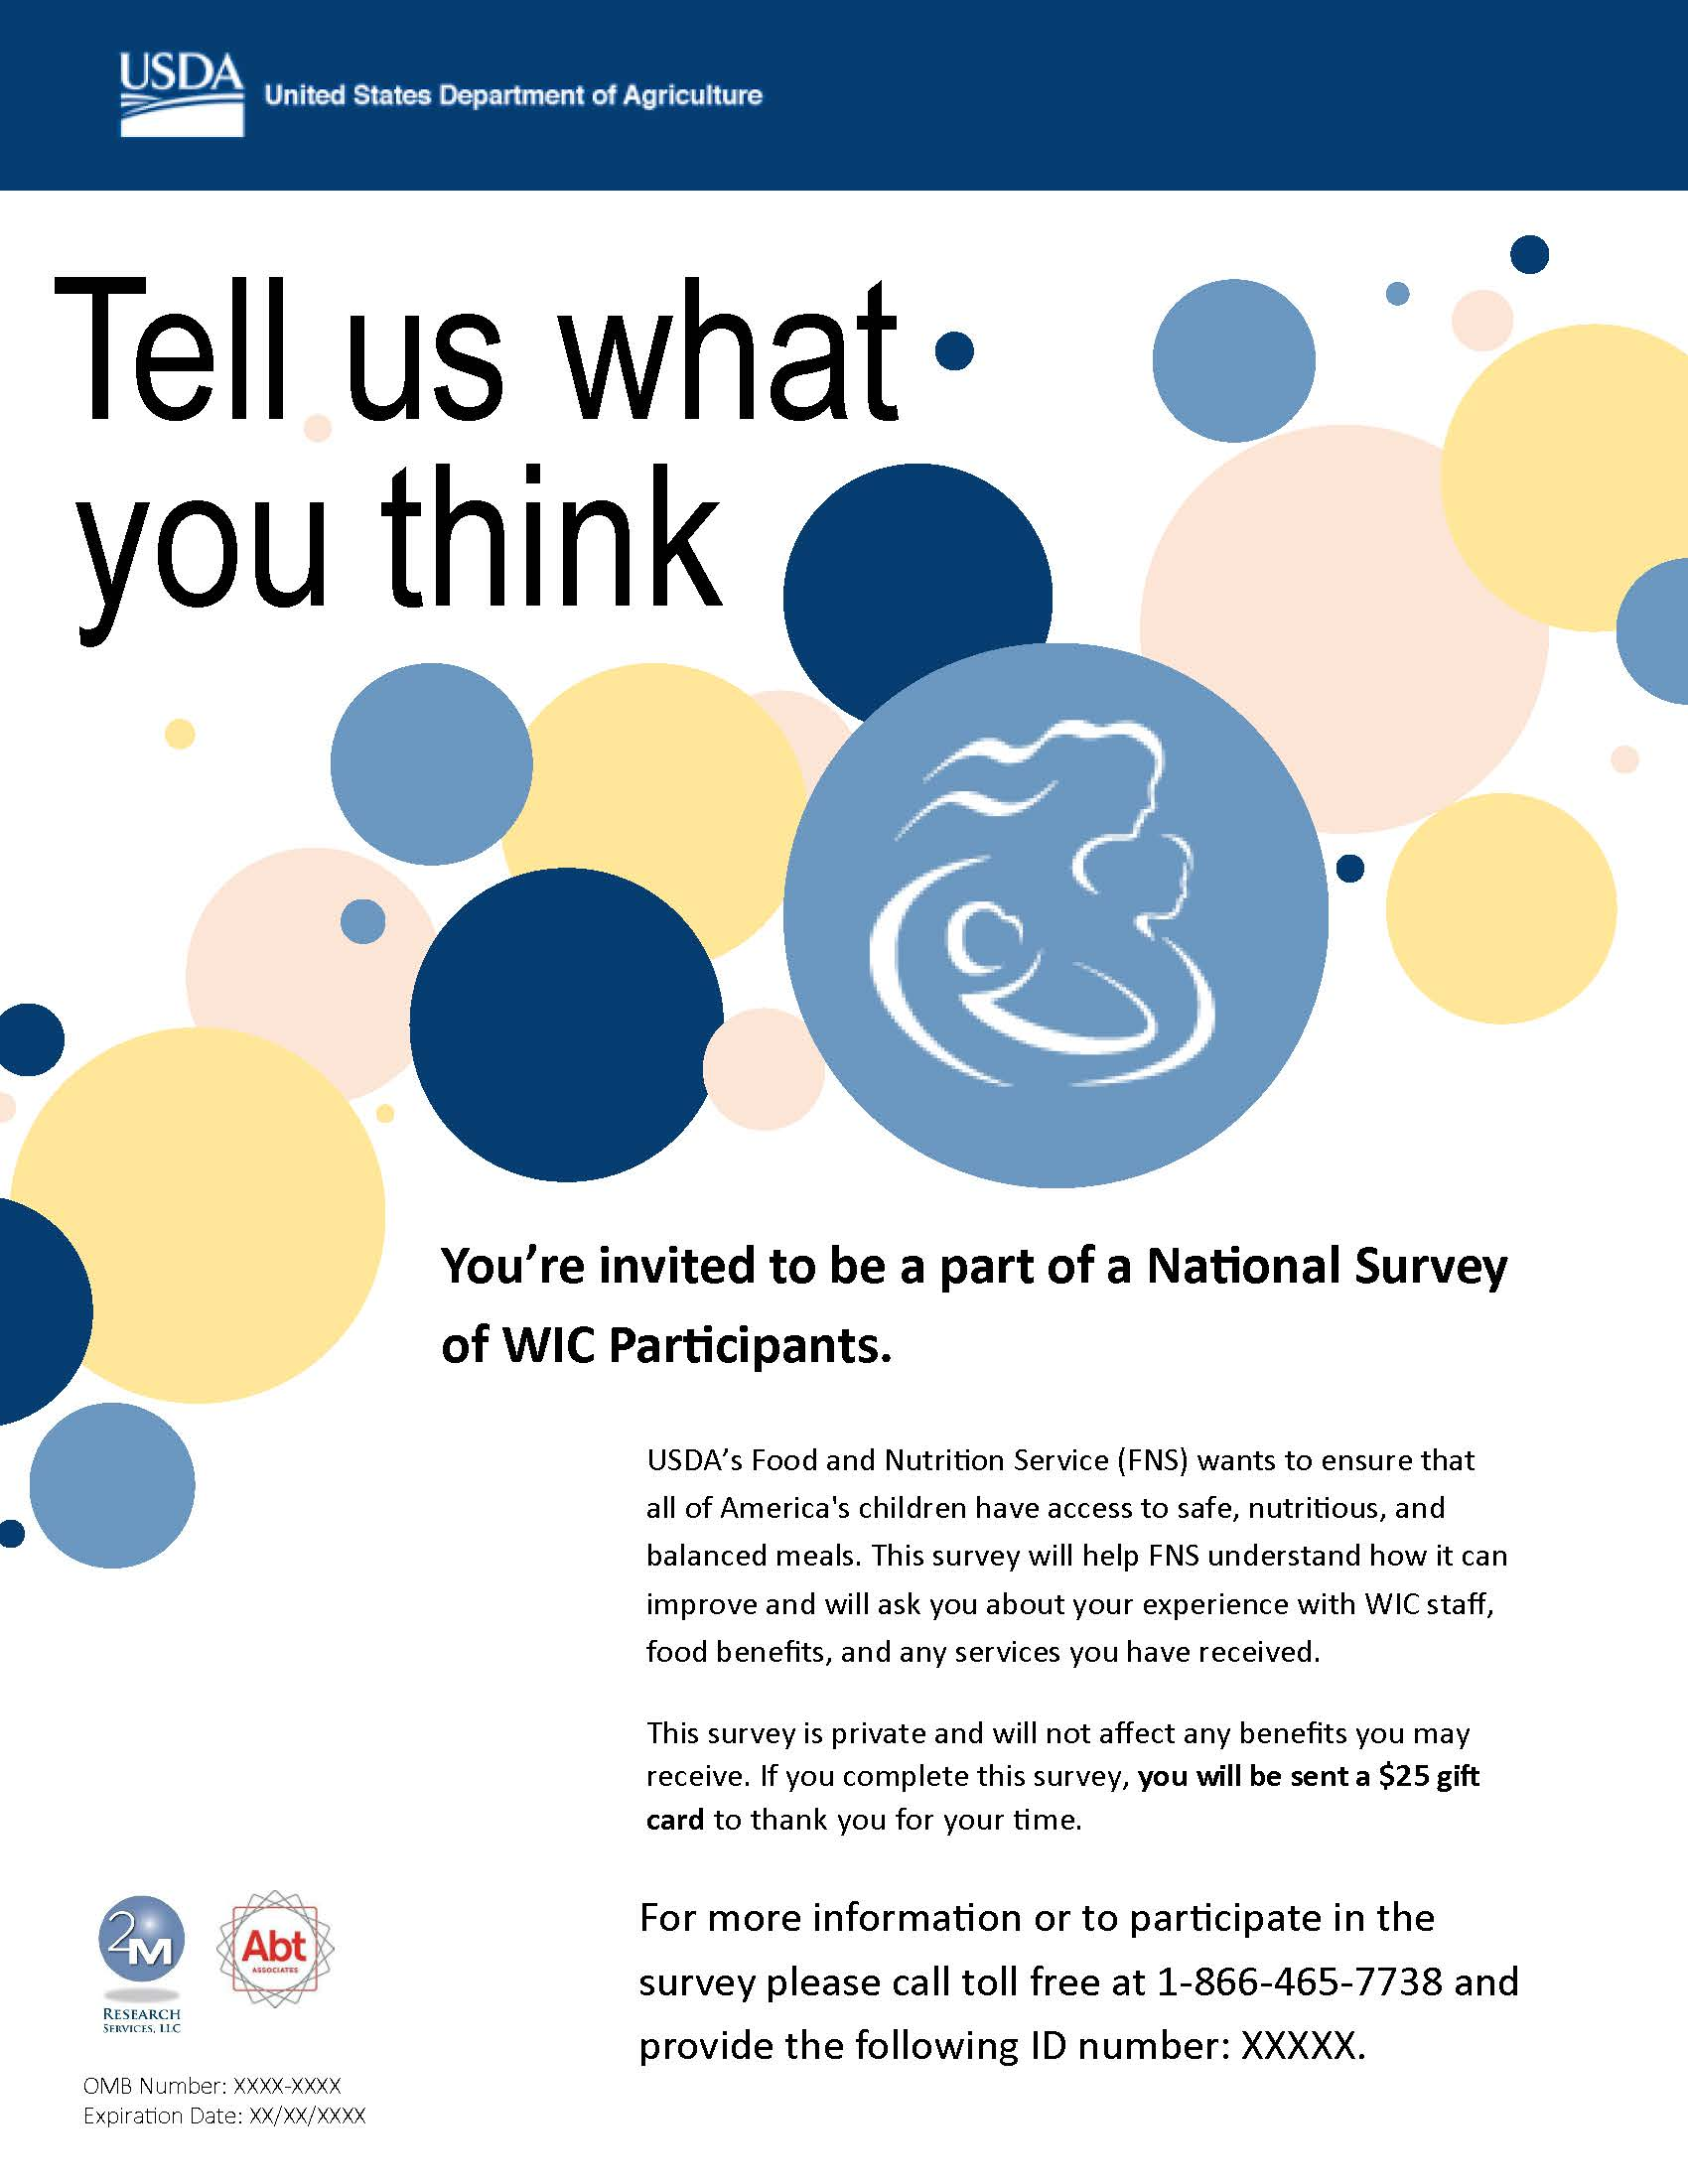 USDA
United States Department of Agriculture
Tell us what
you think
You’re invited to be a part of a National Survey
of WIC Participants.
USDA’s Food and Nutrition Service (FNS) wants to ensure that
all of America's children have access to safe, nutritious, and
balanced meals. This survey will help FNS understand how it can
improve and will ask you about your experience with WIC staff,
food benefits, and any services you have received.
This survey is private and will not affect any benefits you may
receive. If you complete this survey, you will be sent a $25 gift
card to thank you for your time.
For more information or to participate in the
survey please call toll free at 1-866-465-7738 and
provide the following ID number: XXXXX.
2M
RESEARCH
SERVICES, LLC
Abt
ASSOCIATES
OMB Number: XXXX-XXXX
Expiration Date: XX/XX/XXXX